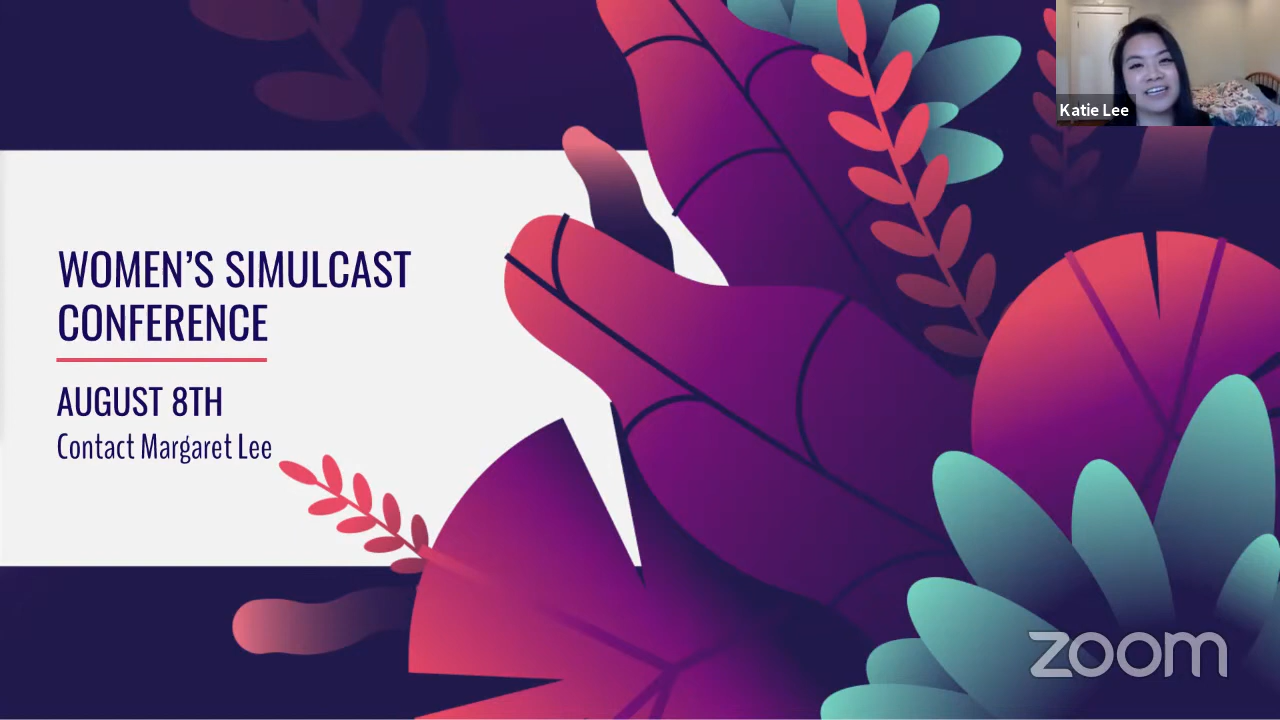 Katie Lee
WOMEN’S SIMULCAST
CONFERENCE
AUGUST 8TH
Contact Margaret Lee
zoom